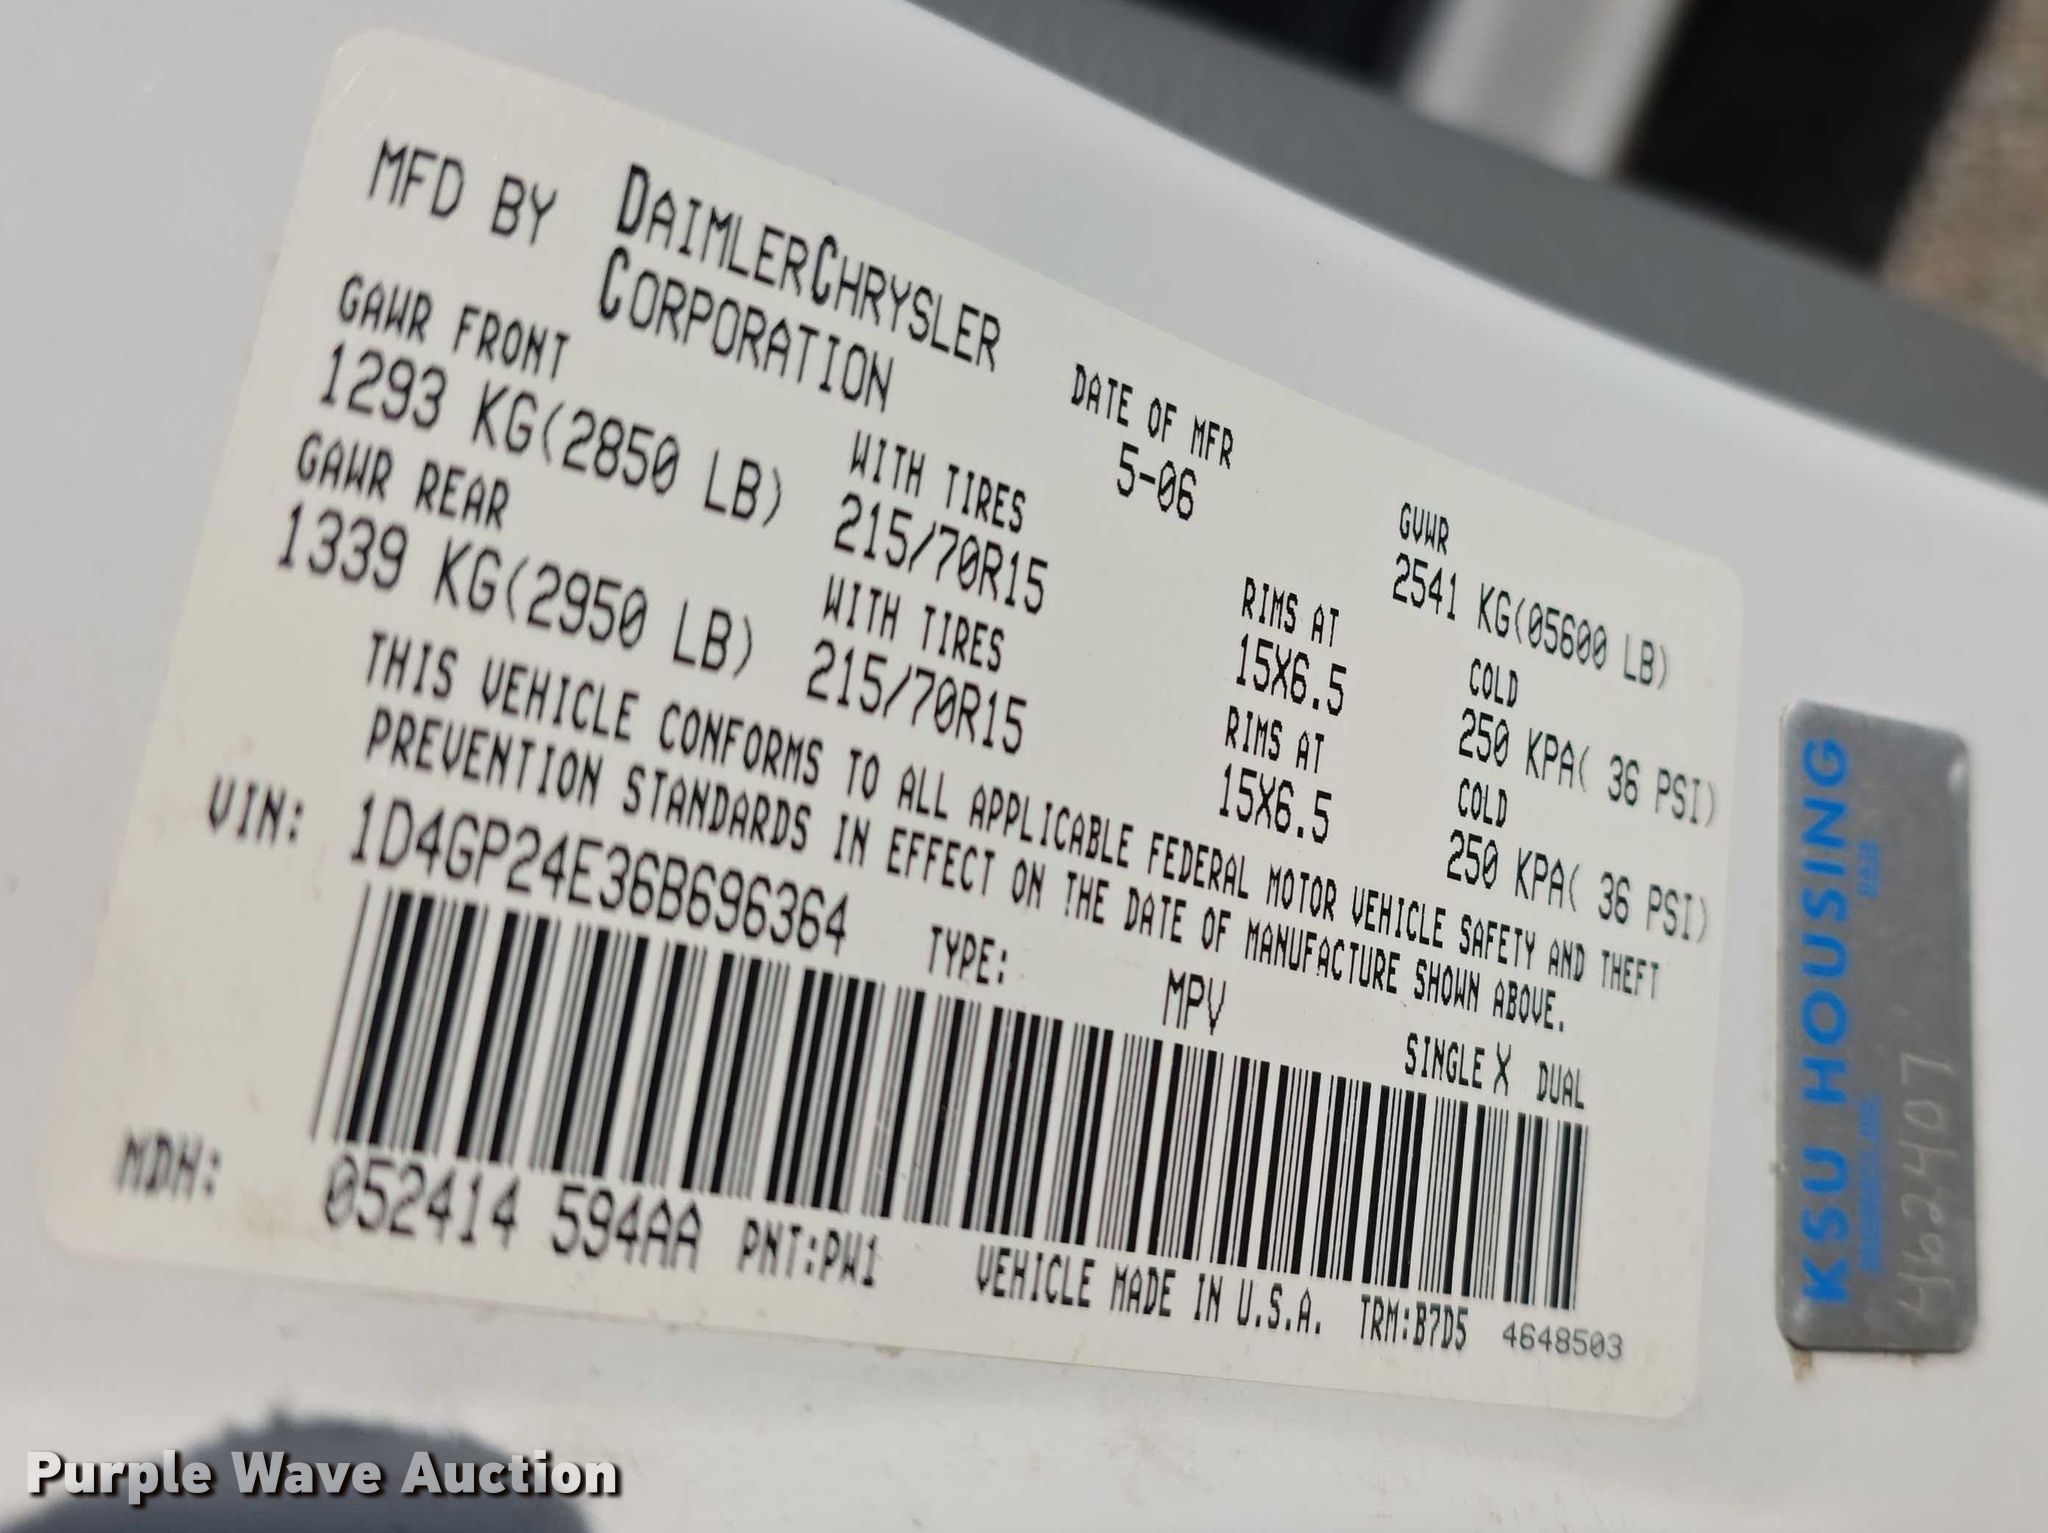 MFD BY DAIMLERCHRYSLER CORPORATION
DATE OF MFR 5-06
GVWR 2541 KG(05600 LB)
GAWR FRONT WITH TIRES RIMS AT COLD
1293 KG(2850 LB) 215/70R15 15X6.5 250 KPA( 36 PSI)
GAWR REAR WITH TIRES RIMS AT COLD
1339 KG(2950 LB) 215/70R15 15X6.5 250 KPA( 36 PSI)
THIS VEHICLE CONFORMS TO ALL APPLICABLE FEDERAL MOTOR VEHICLE SAFETY AND THEFT
PREVENTION STANDARDS IN EFFECT ON THE DATE OF MANUFACTURE SHOWN ABOVE.
VIN: 1D4GP24E36B696364 TYPE: MPV SINGLE X DUAL
MDH: 052414 594AA PNT:PW1 VEHICLE MADE IN U.S.A. TRM:B7D5 4648503
KSU HOUSING
DATE
462407
Purple Wave Auction